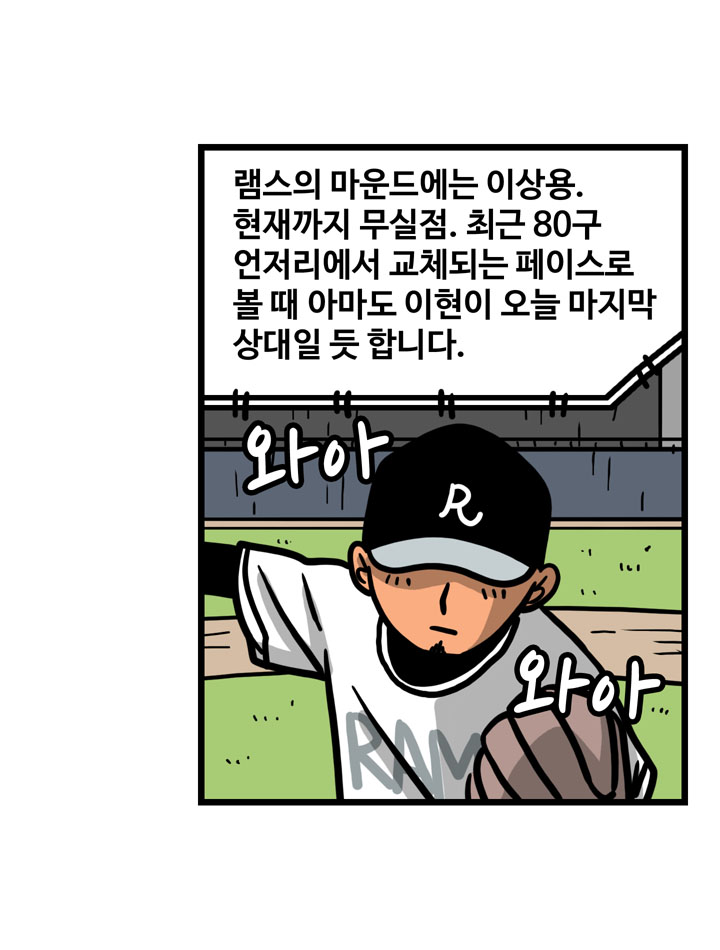 램스의 마운드에는 이상용.
현재까지 무실점. 최근 80구
언저리에서 교체되는 페이스로
볼 때 아마도 이현이 오늘 마지막
상대일 듯 합니다.
와아
R
와아
RAM